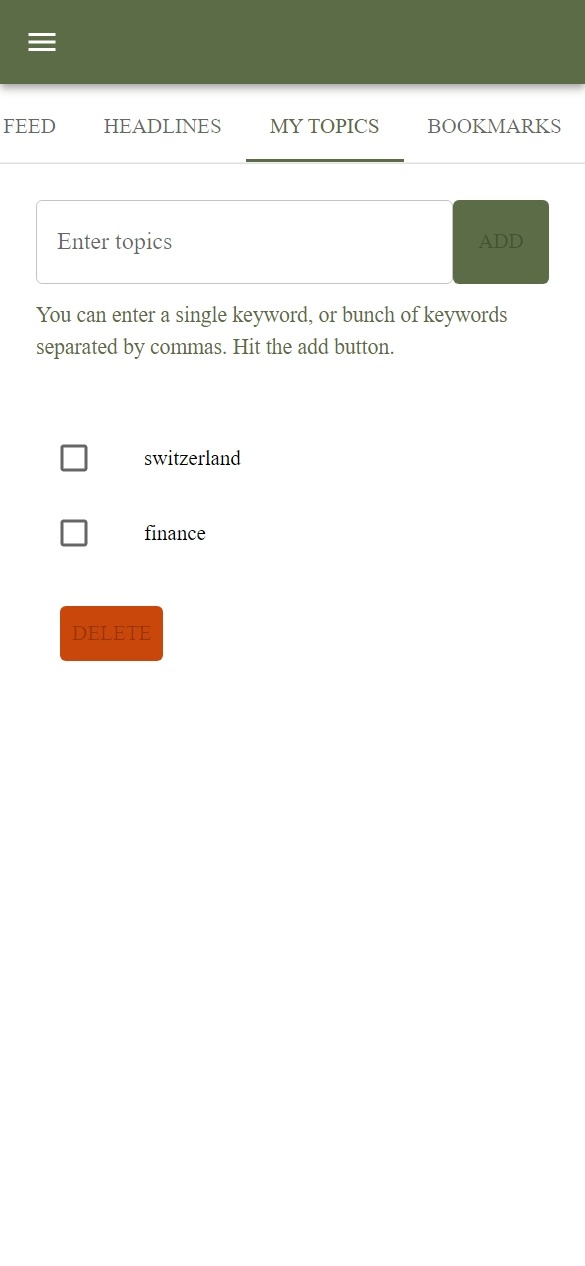 FEED HEADLINES MY TOPICS BOOKMARKS
Enter topics ADD
You can enter a single keyword, or bunch of keywords
separated by commas. Hit the add button.
switzerland
finance
DELETE